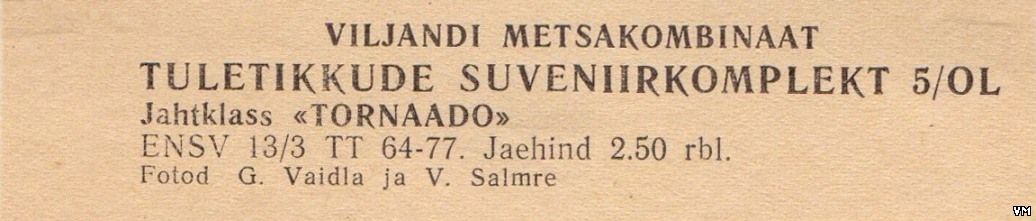 VILJANDI METSAKOMBINAAT
TULETIKKUDE SUVENIIRKOMPLEKT 5/OL
Jahtklass «TORNAADO»
ENSV 13/3 TT 64-77. Jaehind 2.50 rbl.
Fotod G. Vaidla ja V. Salmre
VM